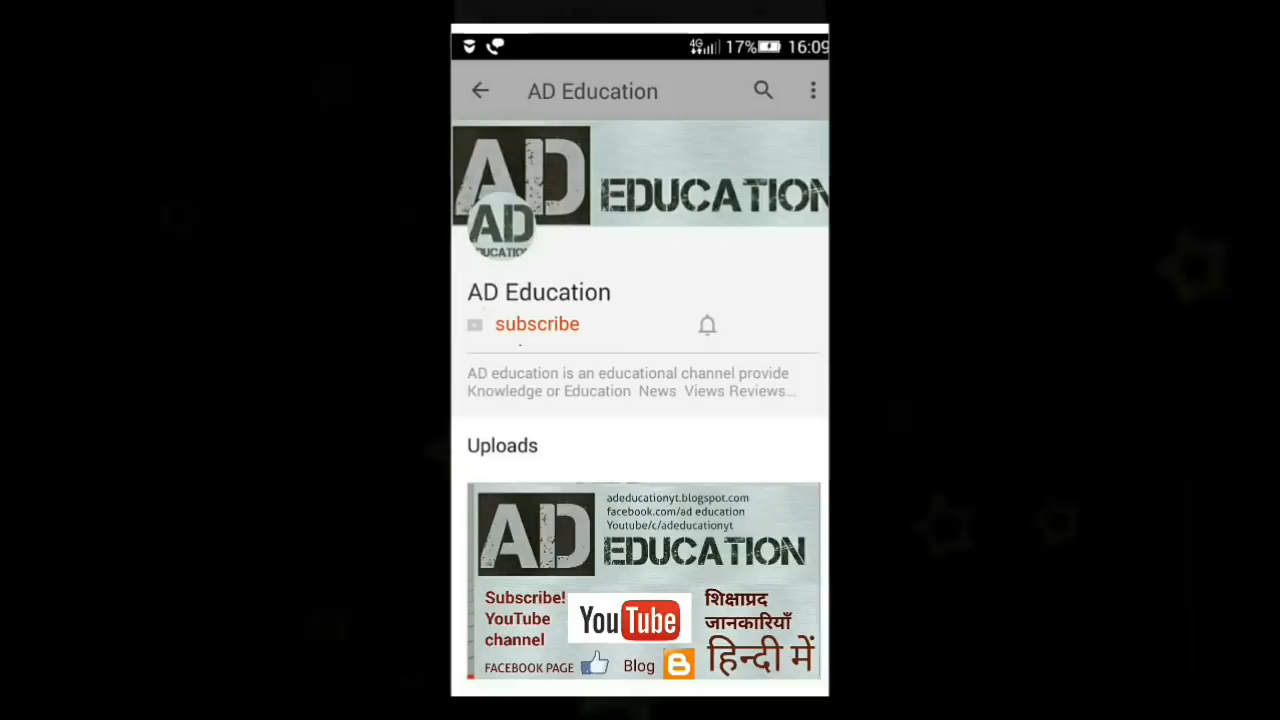 4G 17% 16:09
AD Education
AD EDUCATION
AD
EDUCATION
AD Education
subscribe
AD education is an educational channel provide
Knowledge or Education News Views Reviews...
Uploads
adeducationyt.blogspot.com
facebook.com/ad education
Youtube/c/adeducationyt
AD EDUCATION
Subscribe!
YouTube
channel
YouTube
शिक्षाप्रद
जानकारियाँ
हिन्दी में
FACEBOOK PAGE Blog